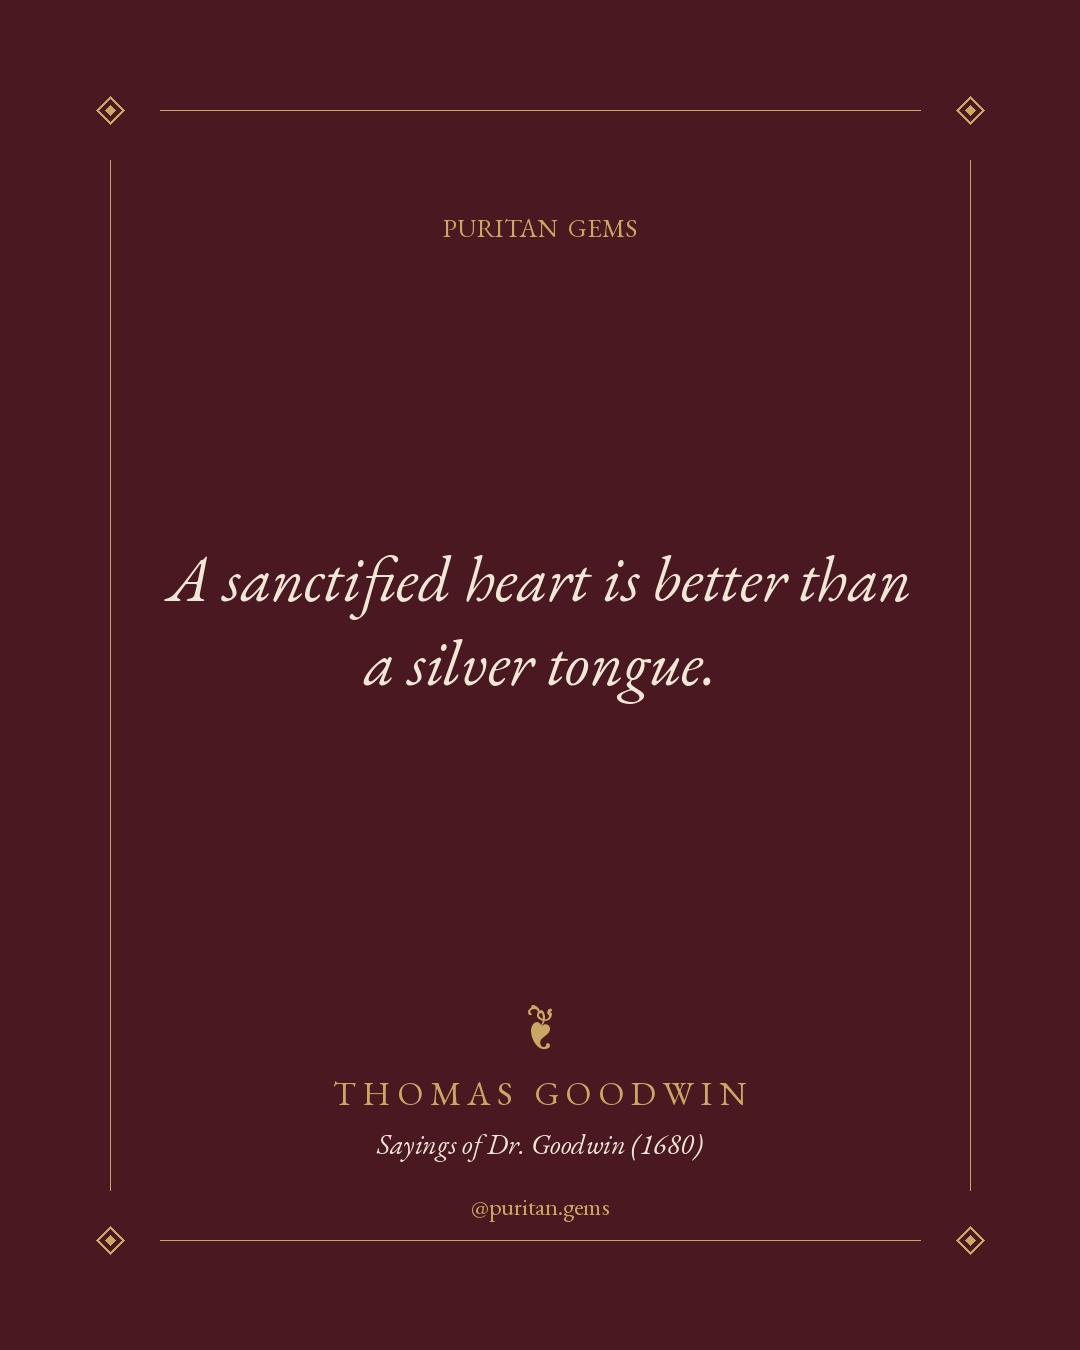 PURITAN GEMS
A sanctified heart is better than
a silver tongue.
THOMAS GOODWIN
Sayings of Dr. Goodwin (1680)
@puritan.gems